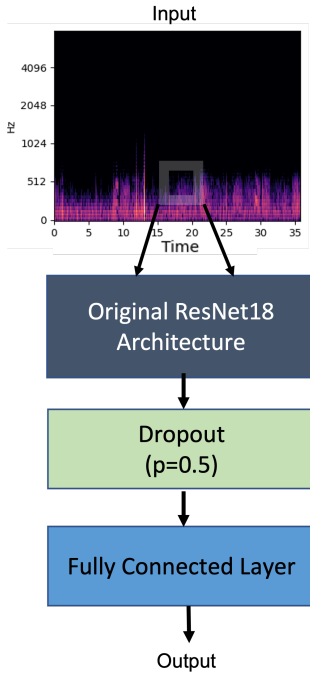 Input
4096
2048
1024
512
0
Hz
0 5 10 15 20 25 30 35
Time
Original ResNet18
Architecture
Dropout
(p=0.5)
Fully Connected Layer
Output